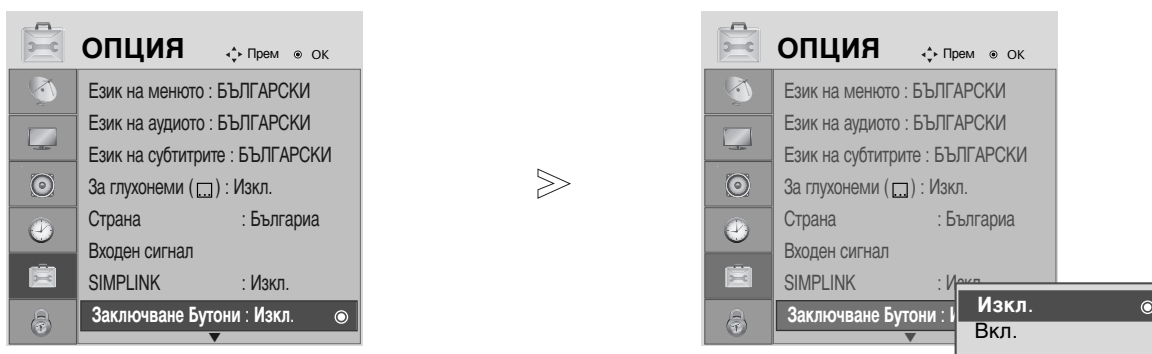 ОПЦИЯ Прем OK
Език на менюто : БЪЛГАРСКИ
Език на аудиото : БЪЛГАРСКИ
Език на субтитрите : БЪЛГАРСКИ
За глухонеми ( ) : Изкл.
Страна : Българиа
Входен сигнал
SIMPLINK : Изкл.
Заключване Бутони : Изкл.
ОПЦИЯ Прем OK
Език на менюто : БЪЛГАРСКИ
Език на аудиото : БЪЛГАРСКИ
Език на субтитрите : БЪЛГАРСКИ
За глухонеми ( ) : Изкл.
Страна : Българиа
Входен сигнал
SIMPLINK :
Заключване Бутони :
Изкл.
Вкл.